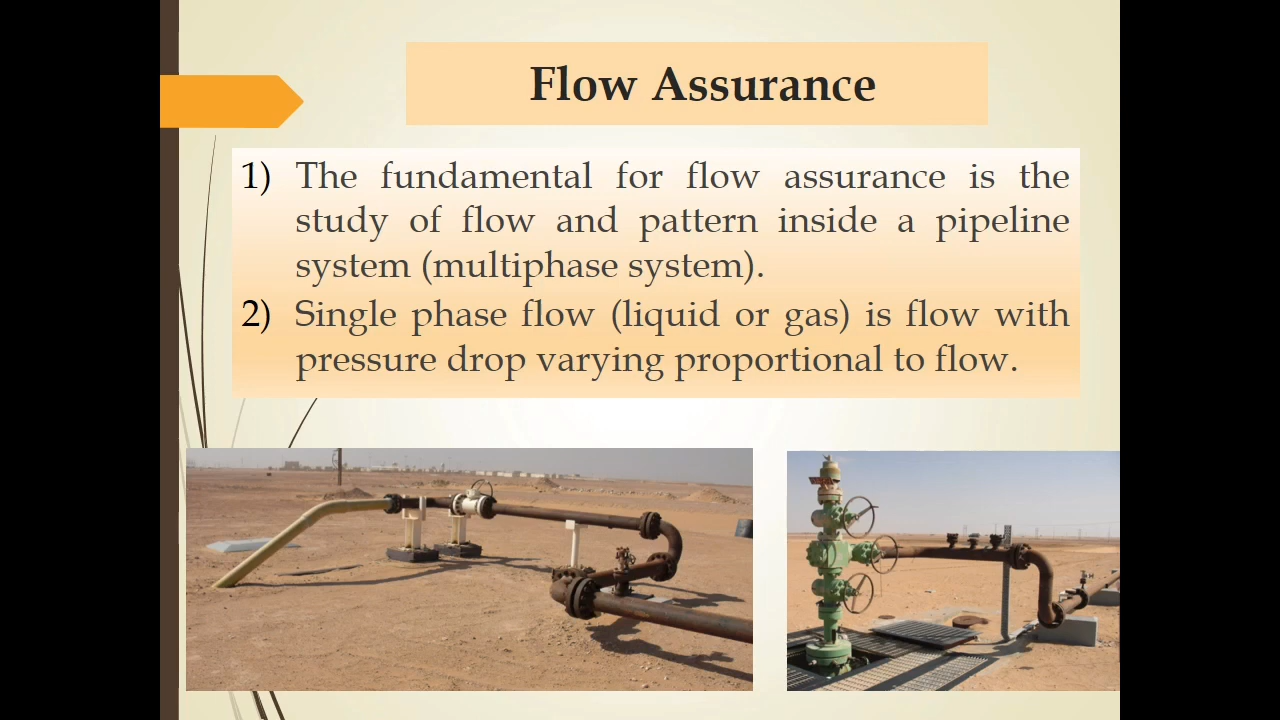 Flow Assurance
1) The fundamental for flow assurance is the
study of flow and pattern inside a pipeline
system (multiphase system).
2) Single phase flow (liquid or gas) is flow with
pressure drop varying proportional to flow.